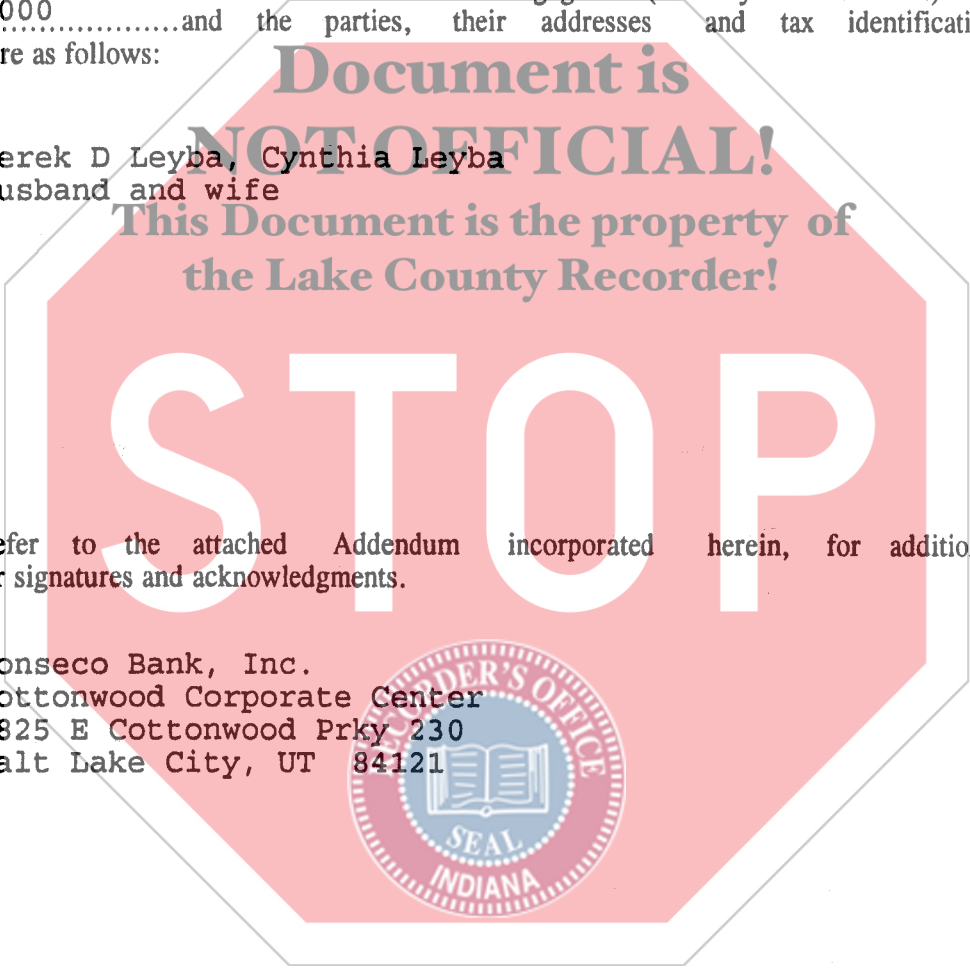 000
....................and the parties, their addresses and tax identificati
re as follows:
Document is
NOT OFFICIAL!
erek D Leyba, Cynthia Leyba
usband and wife
This Document is the property of
the Lake County Recorder!
STOP
efer to the attached Addendum incorporated herein, for additio
r signatures and acknowledgments.
onseco Bank, Inc.
ottonwood Corporate Center
825 E Cottonwood Prky 230
alt Lake City, UT 84121
RECORDER'S OFFICE
SEAL
INDIANA